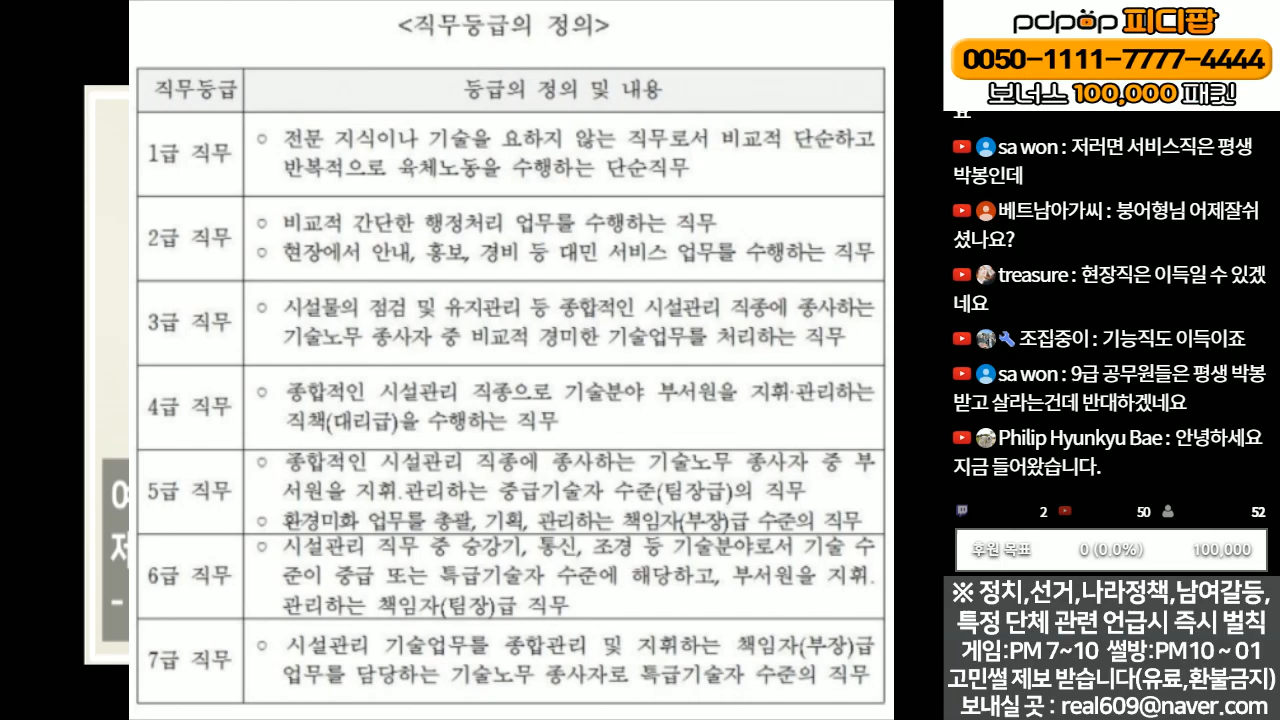 <직무등급의 정의>
직무등급
등급의 정의 및 내용
1급 직무
○ 전문 지식이나 기술을 요하지 않는 직무로서 비교적 단순하고
반복적으로 육체노동을 수행하는 단순직무
2급 직무
○ 비교적 간단한 행정처리 업무를 수행하는 직무
○ 현장에서 안내, 홍보, 경비 등 대민 서비스 업무를 수행하는 직무
3급 직무
○ 시설물의 점검 및 유지관리 등 종합적인 시설관리 직종에 종사하는
기술노무 종사자 중 비교적 경미한 기술업무를 처리하는 직무
4급 직무
○ 종합적인 시설관리 직종으로 기술분야 부서원을 지휘·관리하는
직책(대리급)을 수행하는 직무
5급 직무
○ 종합적인 시설관리 직종에 종사하는 기술노무 종사자 중 부
서원을 지휘.관리하는 중급기술자 수준(팀장급)의 직무
○ 환경미화 업무를 총괄, 기획, 관리하는 책임자(부장)급 수준의 직무
6급 직무
○ 시설관리 직무 중 승강기, 통신, 조경 등 기술분야로서 기술 수
준이 중급 또는 특급기술자 수준에 해당하고, 부서원을 지휘.
관리하는 책임자(팀장)급 직무
7급 직무
○ 시설관리 기술업무를 종합관리 및 지휘하는 책임자(부장)급
업무를 담당하는 기술노무 종사자로 특급기술자 수준의 직무
pdpop 피디팝
0050-1111-7777-4444
보너스 100,000 패킷
요
sa won : 저러면 서비스직은 평생
박봉인데
베트남아가씨 : 붕어형님 어제잘쉬
셨나요?
treasure : 현장직은 이득일 수 있겠
네요
조집중이 : 기능직도 이득이죠
sa won : 9급 공무원들은 평생 박봉
받고 살라는건데 반대하겠네요
Philip Hyunkyu Bae : 안녕하세요
지금 들어왔습니다.
2 50 52
후원 목표 0 (0.0%) 100,000
※ 정치,선거,나라정책,남여갈등,
특정 단체 관련 언급시 즉시 벌칙
게임:PM 7~10 썰방:PM10 ~ 01
고민썰 제보 받습니다(유료,환불금지)
보내실 곳 : real609@naver.com